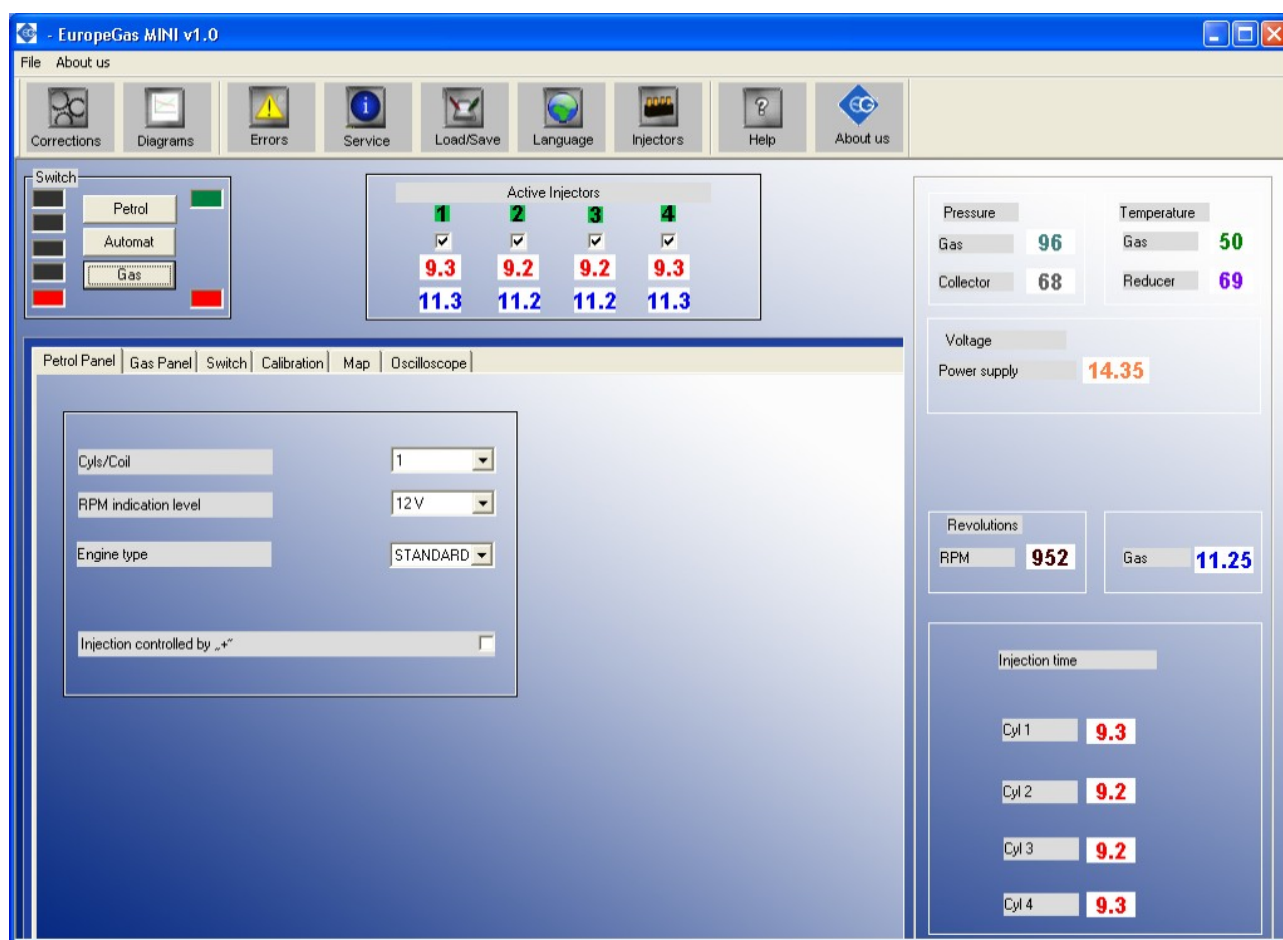 - EuropeGas MINI v1.0
File About us
Corrections Diagrams Errors Service Load/Save Language Injectors Help About us
EG
Switch
Petrol
Automat
Gas
Active Injectors
1 2 3 4
9.3 9.2 9.2 9.3
11.3 11.2 11.2 11.3
Pressure Temperature
Gas 96 Gas 50
Collector 68 Reducer 69
Voltage
Power supply 14.35
Petrol Panel Gas Panel Switch Calibration Map Oscilloscope
Cyls/Coil 1
RPM indication level 12 V
Engine type STANDARD
Injection controlled by „+”
Revolutions
RPM 952 Gas 11.25
Injection time
Cyl 1 9.3
Cyl 2 9.2
Cyl 3 9.2
Cyl 4 9.3